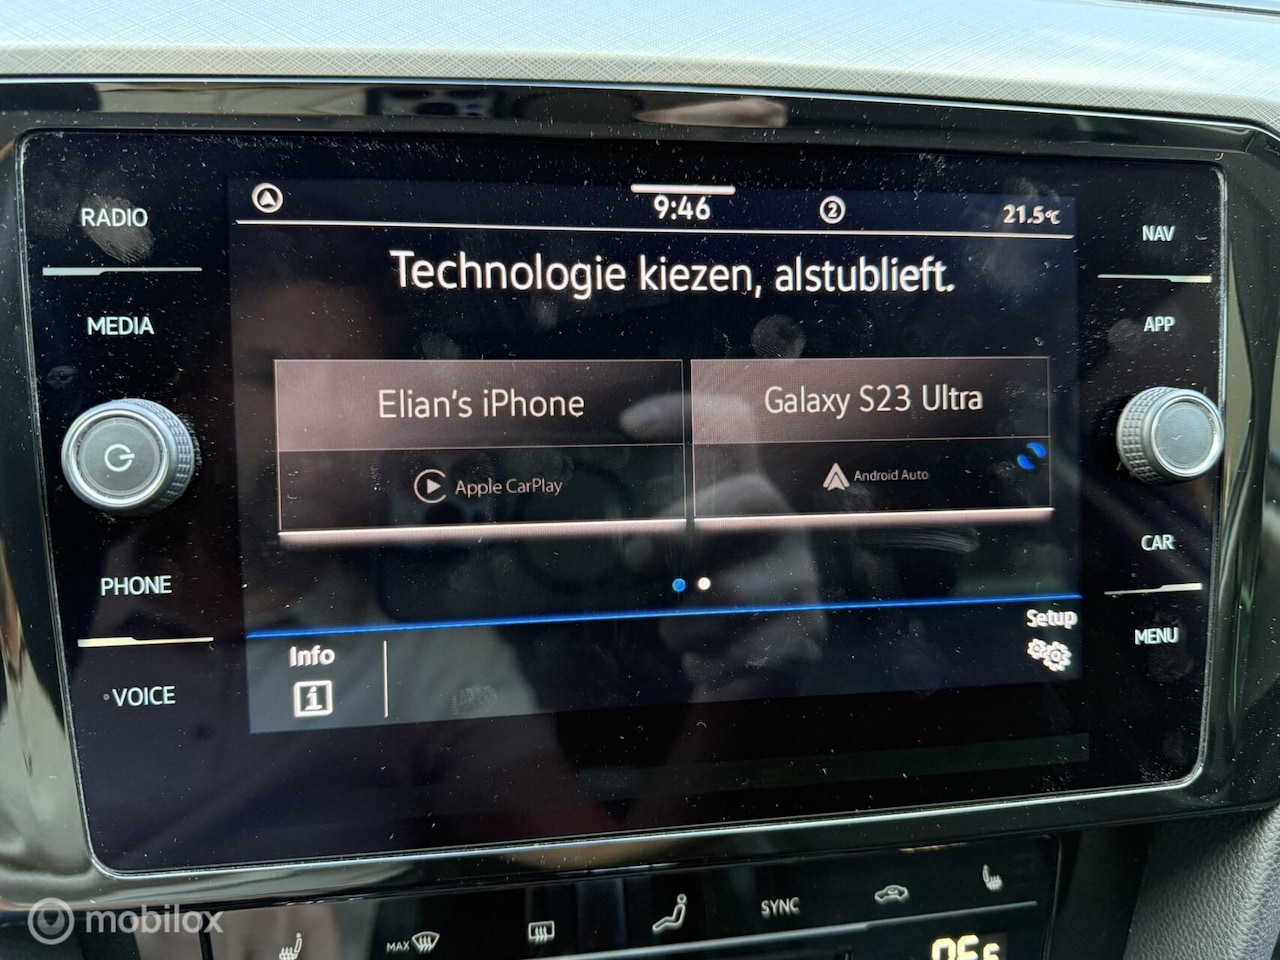 RADIO
MEDIA
PHONE
VOICE
9:46
2
21.5°C
Technologie kiezen, alstublieft.
Elian's iPhone
Apple CarPlay
Galaxy S23 Ultra
Android Auto
Info
Setup
NAV
APP
CAR
MENU
MAX
SYNC
mobilox